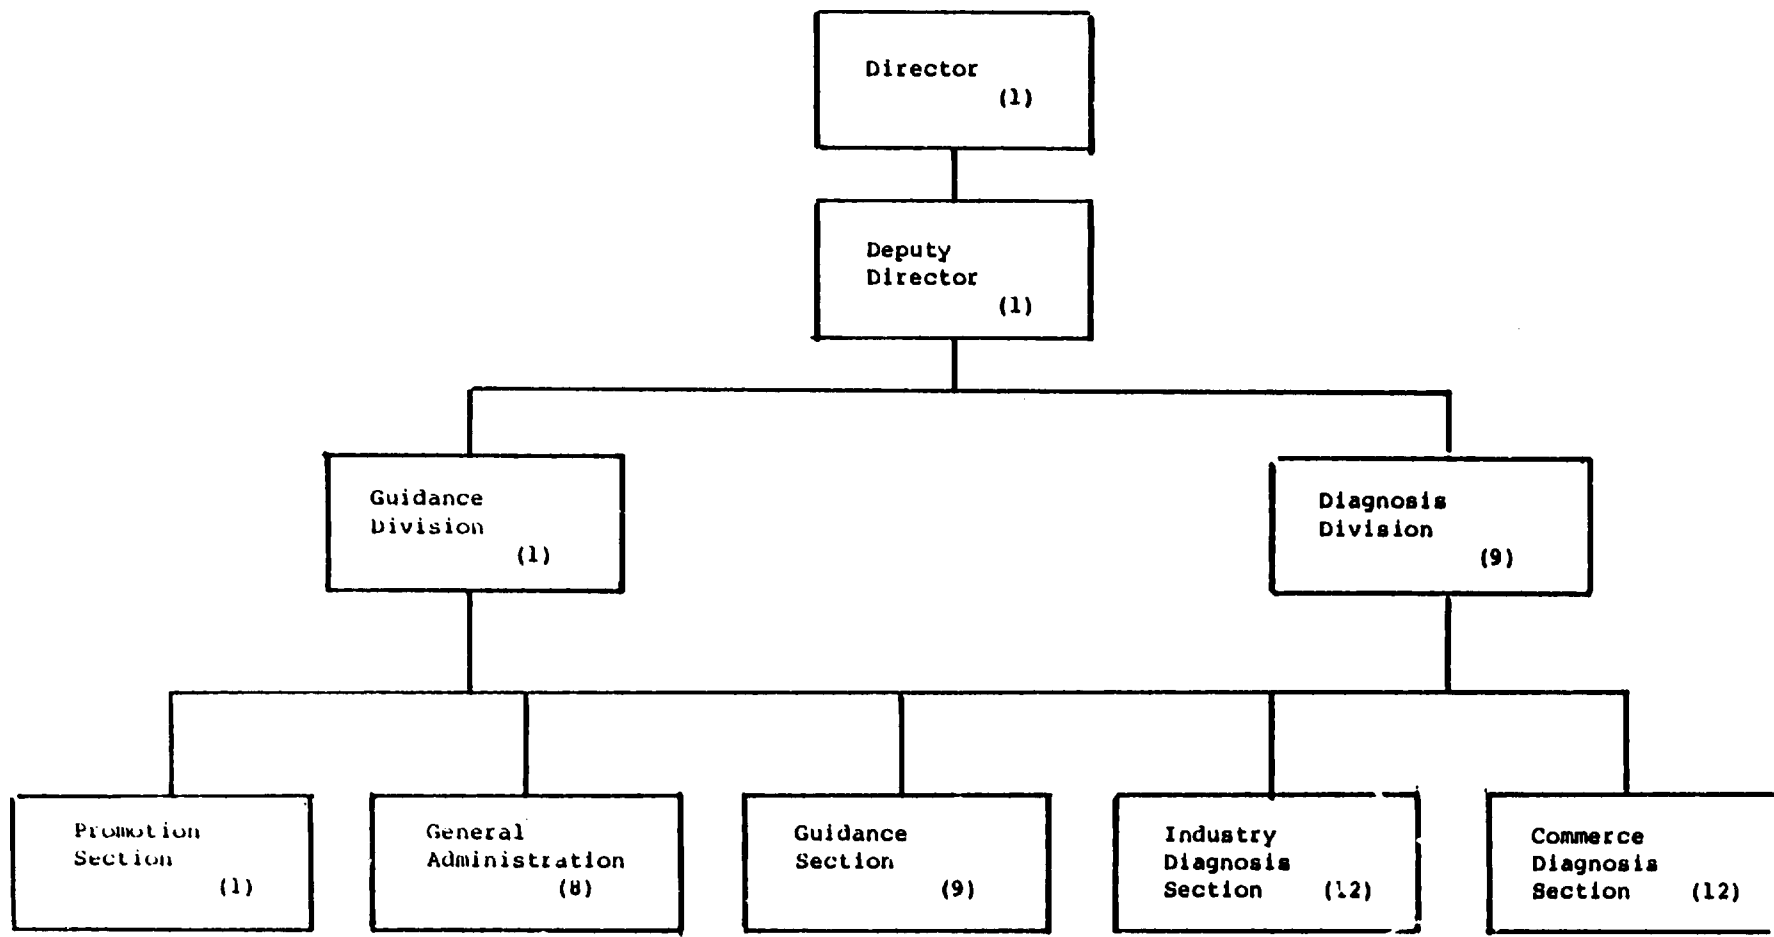 Director
(1)
Deputy
Director
(1)
Guidance
Division
(1)
Diagnosis
Division
(9)
Promotion
Section
(1)
General
Administration
(8)
Guidance
Section
(9)
Industry
Diagnosis
Section (12)
Commerce
Diagnosis
Section (12)